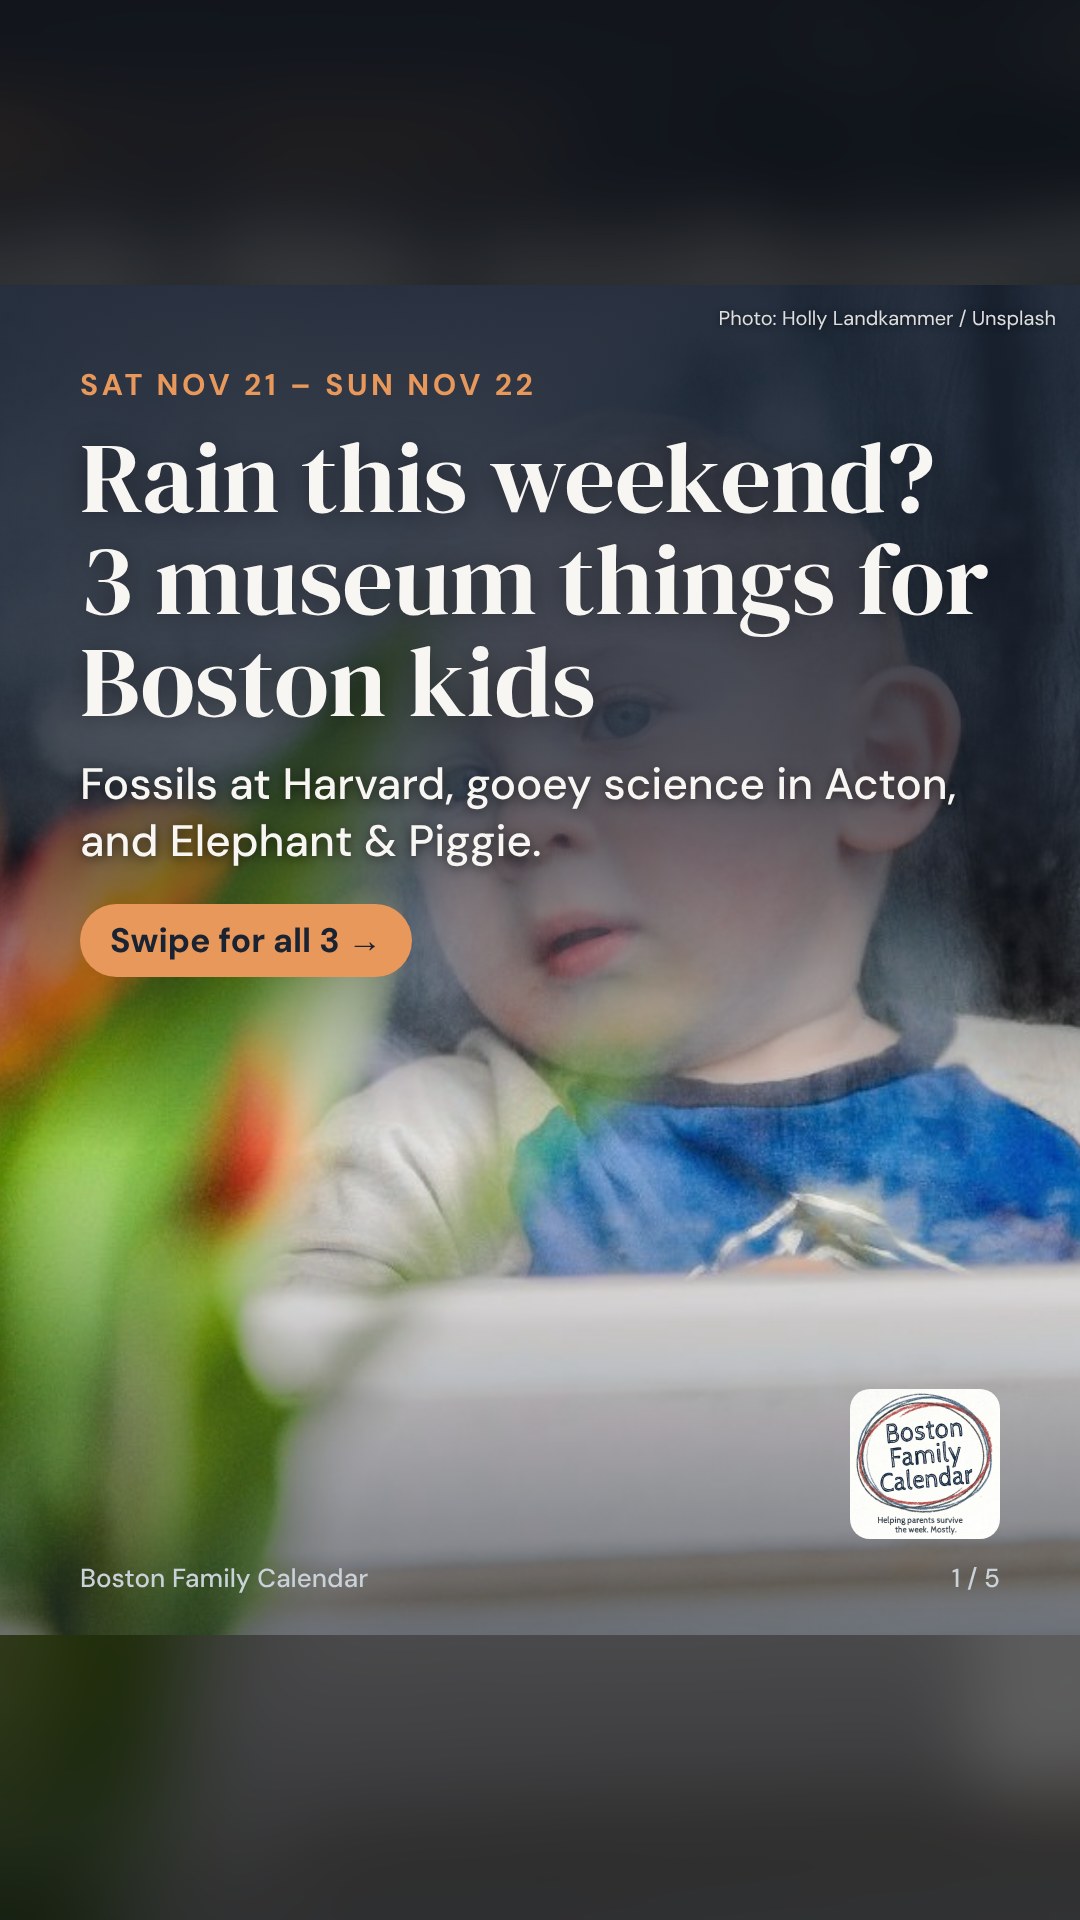 Photo: Holly Landkammer / Unsplash
SAT NOV 21 – SUN NOV 22
Rain this weekend?
3 museum things for
Boston kids
Fossils at Harvard, gooey science in Acton,
and Elephant & Piggie.
Swipe for all 3 →
Boston
Family
Calendar
Helping parents survive
the week. Mostly.
Boston Family Calendar
1 / 5